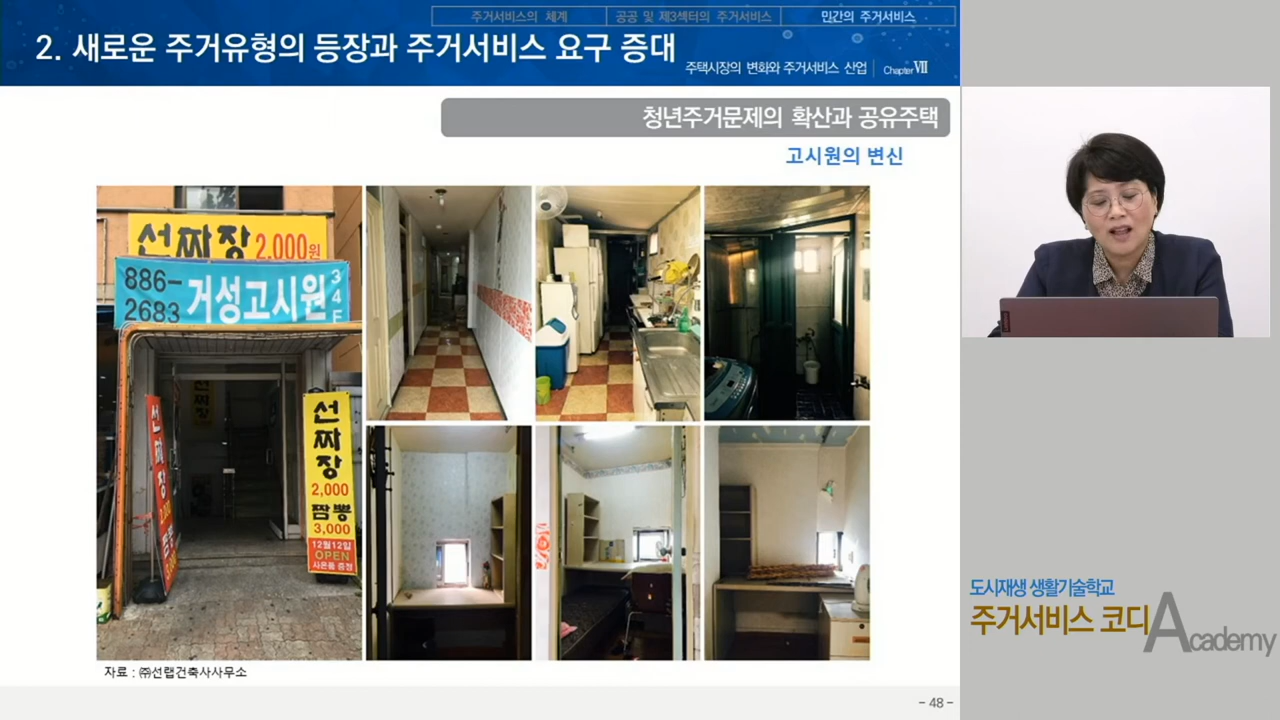 주거서비스의 체계
공공 및 제3섹터의 주거서비스
민간의 주거서비스
2. 새로운 주거유형의 등장과 주거서비스 요구 증대
주택시장의 변화와 주거서비스 산업
Chapter Ⅶ
청년주거문제의 확산과 공유주택
고시원의 변신
선짜장 2,000원
886-
2683
거성고시원
34F
선짜장
2,000
짬뽕
3,000
12월12일
OPEN
사은품 증정
선짜장
자료 : ㈜선랩건축사사무소
- 48 -
Lenovo
도시재생 생활기술학교
주거서비스 코디 Academy